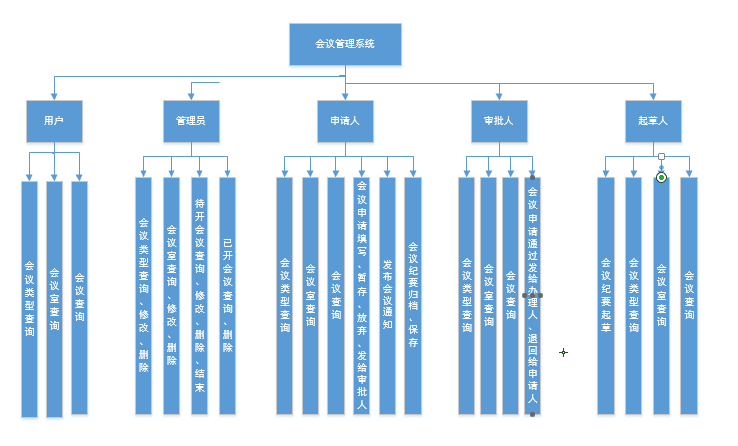 会议管理系统
用户
管理员
申请人
审批人
起草人
会议类型查询
会议室查询
会议查询
会议类型查询、修改、删除
会议室查询、修改、删除
待开会议查询、修改、删除、结束
已开会议查询、删除
会议类型查询
会议室查询
会议查询
会议申请填写、暂存、放弃、发给审批人
发布会议通知
会议纪要归档、保存
会议类型查询
会议室查询
会议查询
会议申请通过发给办理人、退回给申请人
会议纪要起草
会议类型查询
会议室查询
会议查询